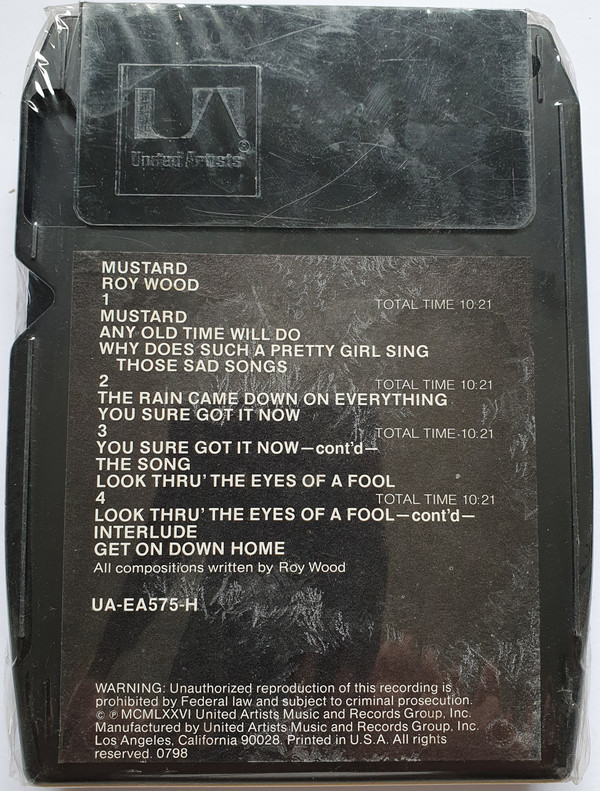 UA
United Artists
MUSTARD
ROY WOOD
1 TOTAL TIME 10:21
MUSTARD
ANY OLD TIME WILL DO
WHY DOES SUCH A PRETTY GIRL SING
THOSE SAD SONGS
2 TOTAL TIME 10:21
THE RAIN CAME DOWN ON EVERYTHING
YOU SURE GOT IT NOW
3 TOTAL TIME 10:21
YOU SURE GOT IT NOW—cont'd—
THE SONG
LOOK THRU' THE EYES OF A FOOL
4 TOTAL TIME 10:21
LOOK THRU' THE EYES OF A FOOL—cont'd—
INTERLUDE
GET ON DOWN HOME
All compositions written by Roy Wood
UA-EA575-H
WARNING: Unauthorized reproduction of this recording is
prohibited by Federal law and subject to criminal prosecution.
© ℗ MCMLXXVI United Artists Music and Records Group, Inc.
Manufactured by United Artists Music and Records Group, Inc.
Los Angeles, California 90028. Printed in U.S.A. All rights
reserved. 0798